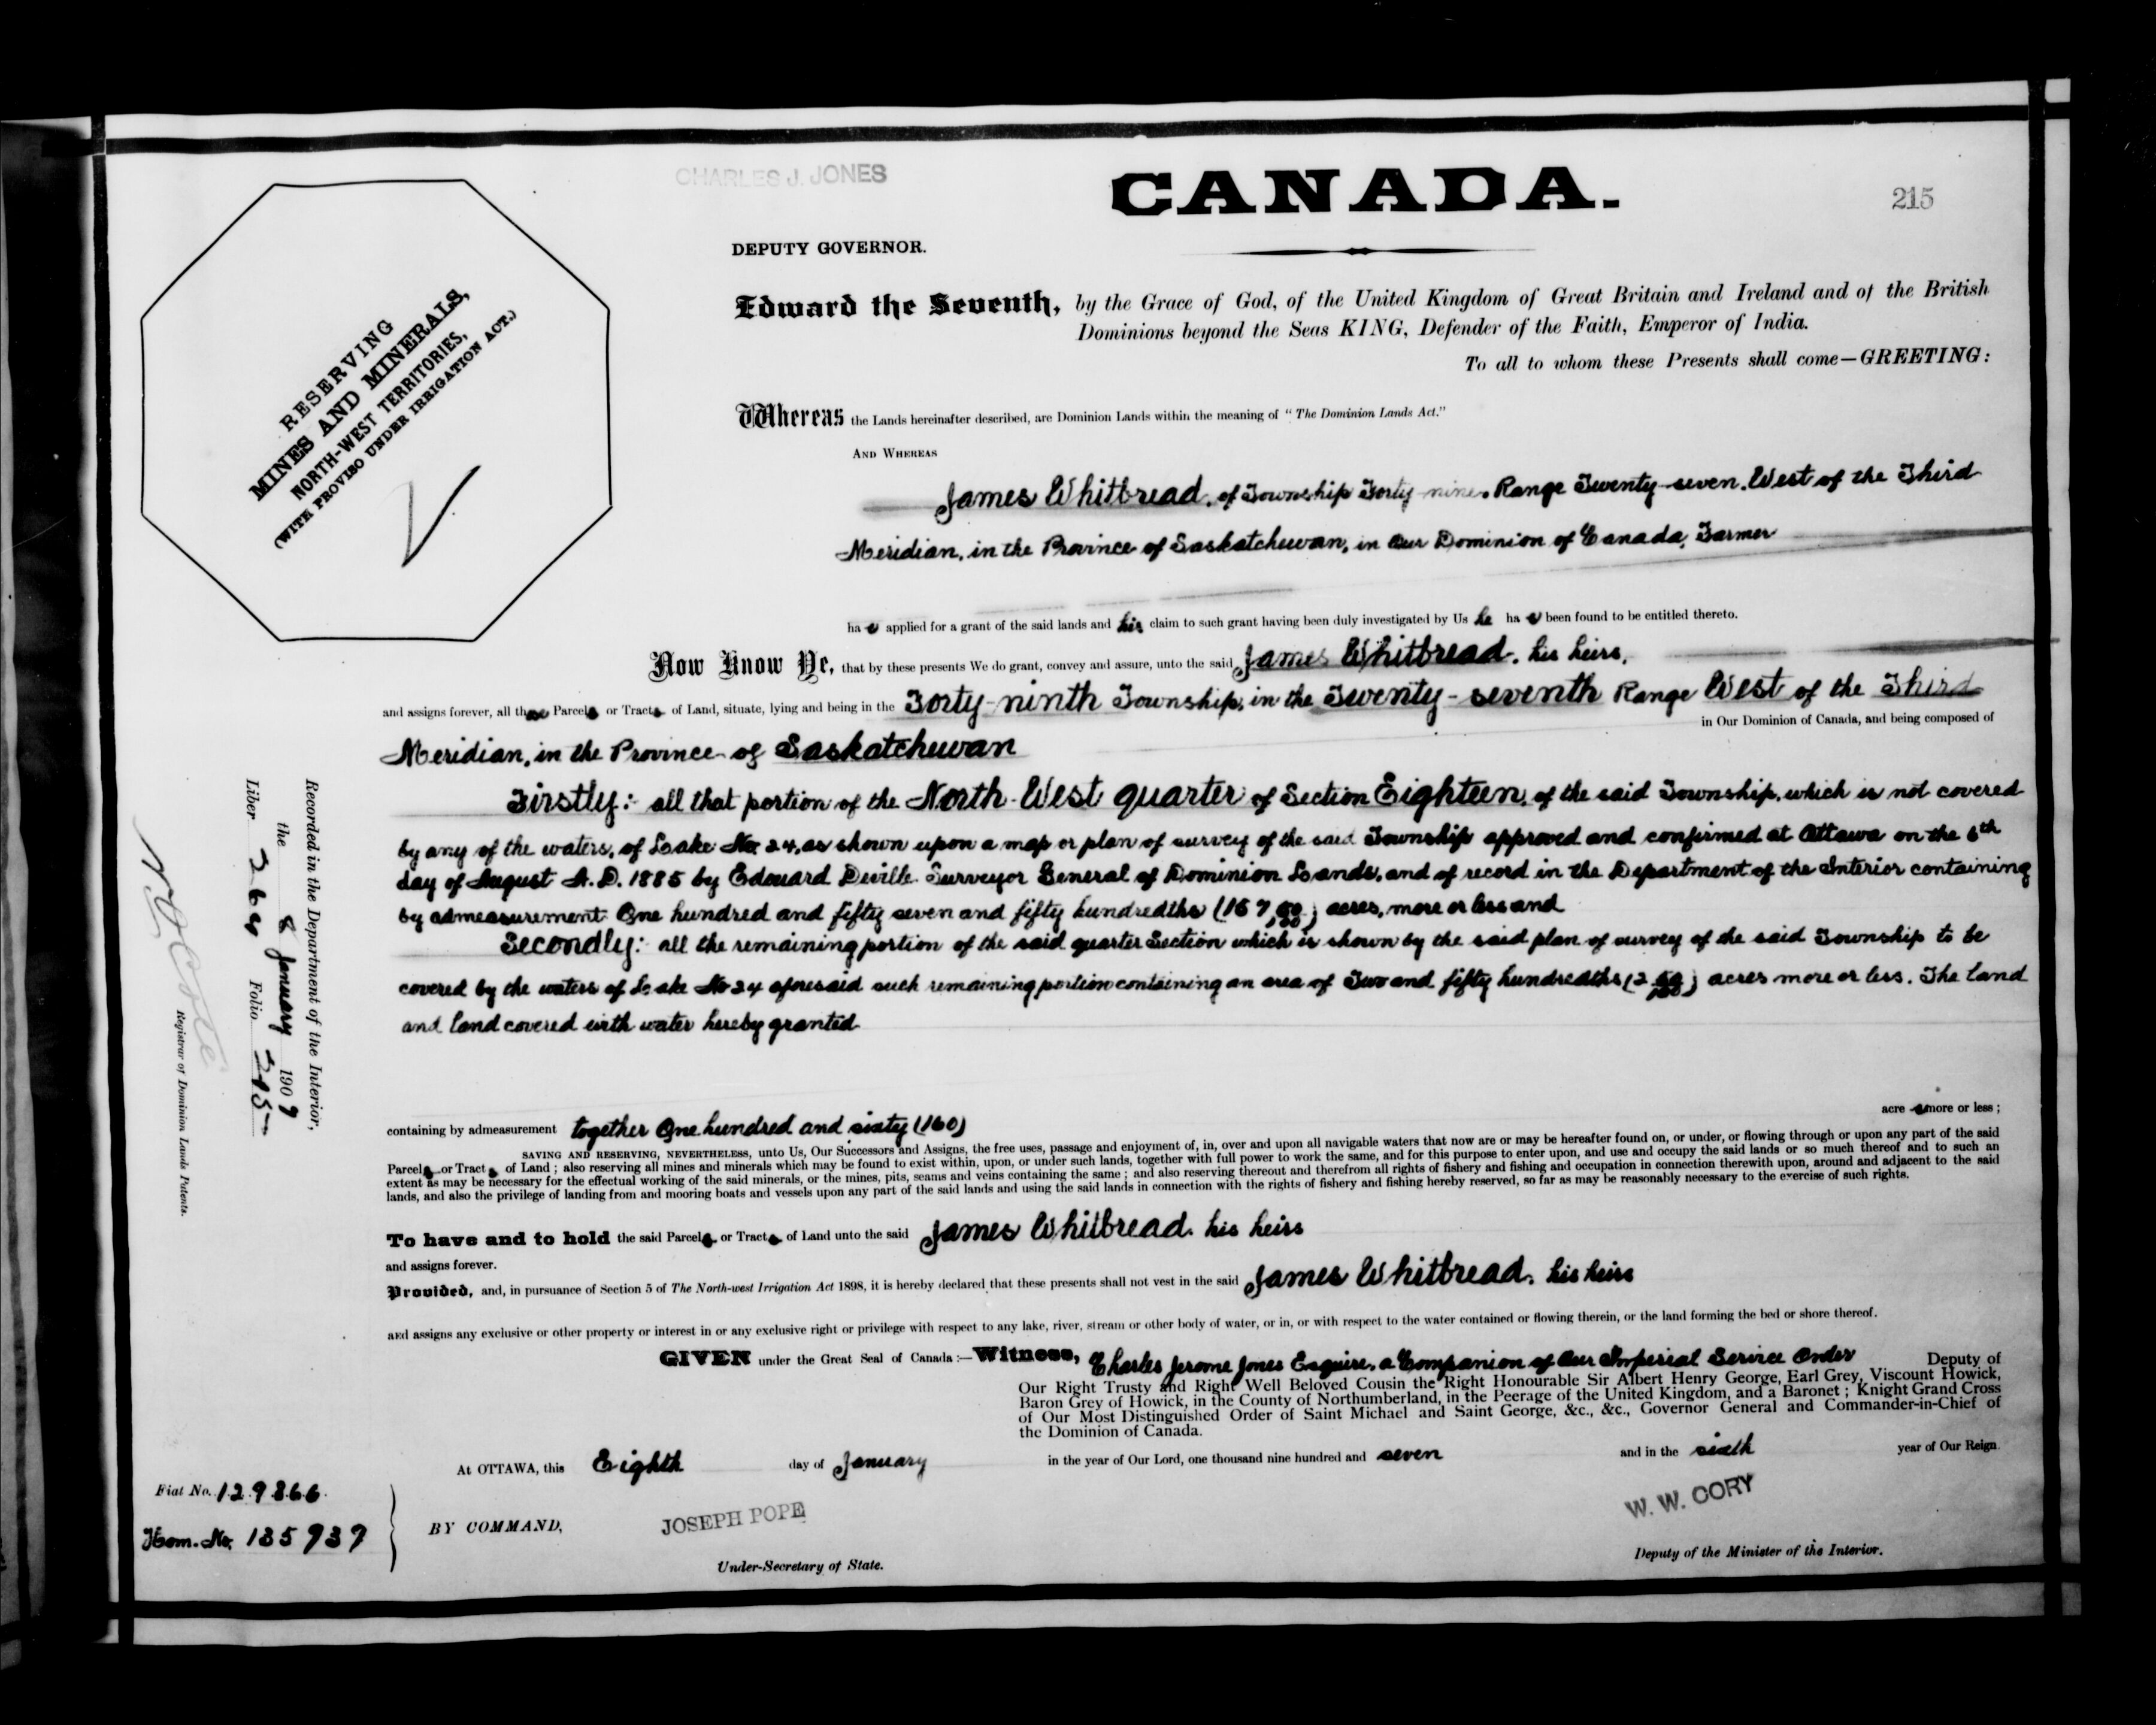 CHARLES J. JONES
CANADA.
215
DEPUTY GOVERNOR.
RESERVING
MINES AND MINERALS,
NORTH-WEST TERRITORIES,
(WITH PROVISO UNDER IRRIGATION ACT.)
Edward the Seventh, by the Grace of God, of the United Kingdom of Great Britain and Ireland and of the British
Dominions beyond the Seas KING, Defender of the Faith, Emperor of India.
To all to whom these Presents shall come—GREETING:
Whereas the Lands hereinafter described, are Dominion Lands within the meaning of "The Dominion Lands Act."
AND WHEREAS
James Whitbread, of Township Forty-nine, Range Twenty-seven, West of the Third
Meridian, in the Province of Saskatchewan, in Our Dominion of Canada, Farmer
has applied for a grant of the said lands and his claim to such grant having been duly investigated by Us he has been found to be entitled thereto.
Now Know Ye, that by these presents We do grant, convey and assure, unto the said James Whitbread, his heirs,
and assigns forever, all those Parcels or Tracts of Land, situate, lying and being in the Forty-ninth Township, in the Twenty-seventh Range West of the Third
in Our Dominion of Canada, and being composed of
Meridian, in the Province of Saskatchewan
Firstly:- all that portion of the North-West quarter of Section Eighteen, of the said Township, which is not covered
by any of the waters, of Lake No 24, as shown upon a map or plan of survey of the said Township approved and confirmed at Ottawa on the 6th
day of August A.D. 1885 by Edouard Deville Surveyor General of Dominion Lands, and of record in the Department of the Interior containing
by admeasurement One hundred and fifty seven and fifty hundredths (157 50/100) acres, more or less and
Secondly:- all the remaining portion of the said quarter Section which is shown by the said plan of survey of the said Township to be
covered by the waters of Lake No 24 aforesaid such remaining portion containing an area of Two and fifty hundredths (2 50/100) acres more or less. The land
and land covered with water hereby granted
containing by admeasurement together One hundred and sixty (160) acres more or less;
SAVING AND RESERVING, NEVERTHELESS, unto Us, Our Successors and Assigns, the free uses, passage and enjoyment of, in, over and upon all navigable waters that now are or may be hereafter found on, or under, or flowing through or upon any part of the said
Parcels or Tracts of Land; also reserving all mines and minerals which may be found to exist within, upon, or under such lands, together with full power to work the same, and for this purpose to enter upon, and use and occupy the said lands or so much thereof and to such an
extent as may be necessary for the effectual working of the said minerals, or the mines, pits, seams and veins containing the same; and also reserving thereout and therefrom all rights of fishery and fishing and occupation in connection therewith upon, around and adjacent to the said
lands, and also the privilege of landing from and mooring boats and vessels upon any part of the said lands and using the said lands in connection with the rights of fishery and fishing hereby reserved, so far as may be reasonably necessary to the exercise of such rights.
To have and to hold the said Parcels or Tracts of Land unto the said James Whitbread, his heirs
and assigns forever.
Provided, and, in pursuance of Section 5 of The North-west Irrigation Act 1898, it is hereby declared that these presents shall not vest in the said James Whitbread, his heirs
and assigns any exclusive or other property or interest in or any exclusive right or privilege with respect to any lake, river, stream or other body of water, or in, or with respect to the water contained or flowing therein, or the land forming the bed or shore thereof.
GIVEN under the Great Seal of Canada:—Witness, Charles Jerome Jones Esquire, a Companion of Our Imperial Service Order Deputy of
Our Right Trusty and Right Well Beloved Cousin the Right Honourable Sir Albert Henry George, Earl Grey, Viscount Howick,
Baron Grey of Howick, in the County of Northumberland, in the Peerage of the United Kingdom, and a Baronet; Knight Grand Cross
of Our Most Distinguished Order of Saint Michael and Saint George, &c., &c., Governor General and Commander-in-Chief of
the Dominion of Canada.
At OTTAWA, this Eighth day of January in the year of Our Lord, one thousand nine hundred and seven and in the sixth year of Our Reign.
Fiat No. 129866.
Hom. No. 135937
BY COMMAND,
JOSEPH POPE
Under-Secretary of State.
W. W. CORY
Deputy of the Minister of the Interior.
Recorded in the Department of the Interior,
the 8 January 1907
Liber 264 Folio 215
N. O. Coté
Registrar of Dominion Lands Patents.